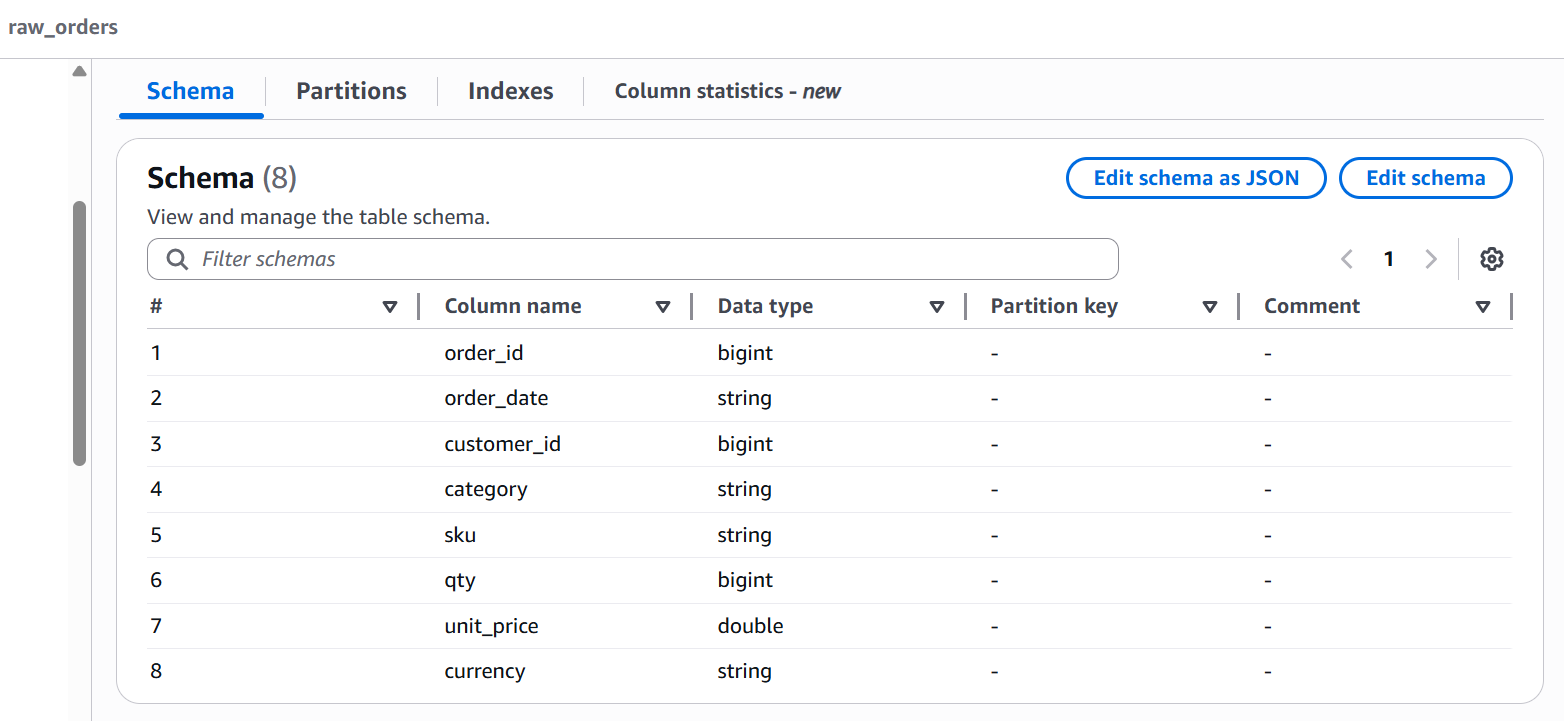 raw_orders
Schema Partitions Indexes Column statistics - new
Schema (8) Edit schema as JSON Edit schema
View and manage the table schema.
Filter schemas 1
# Column name Data type Partition key Comment
1 order_id bigint - -
2 order_date string - -
3 customer_id bigint - -
4 category string - -
5 sku string - -
6 qty bigint - -
7 unit_price double - -
8 currency string - -